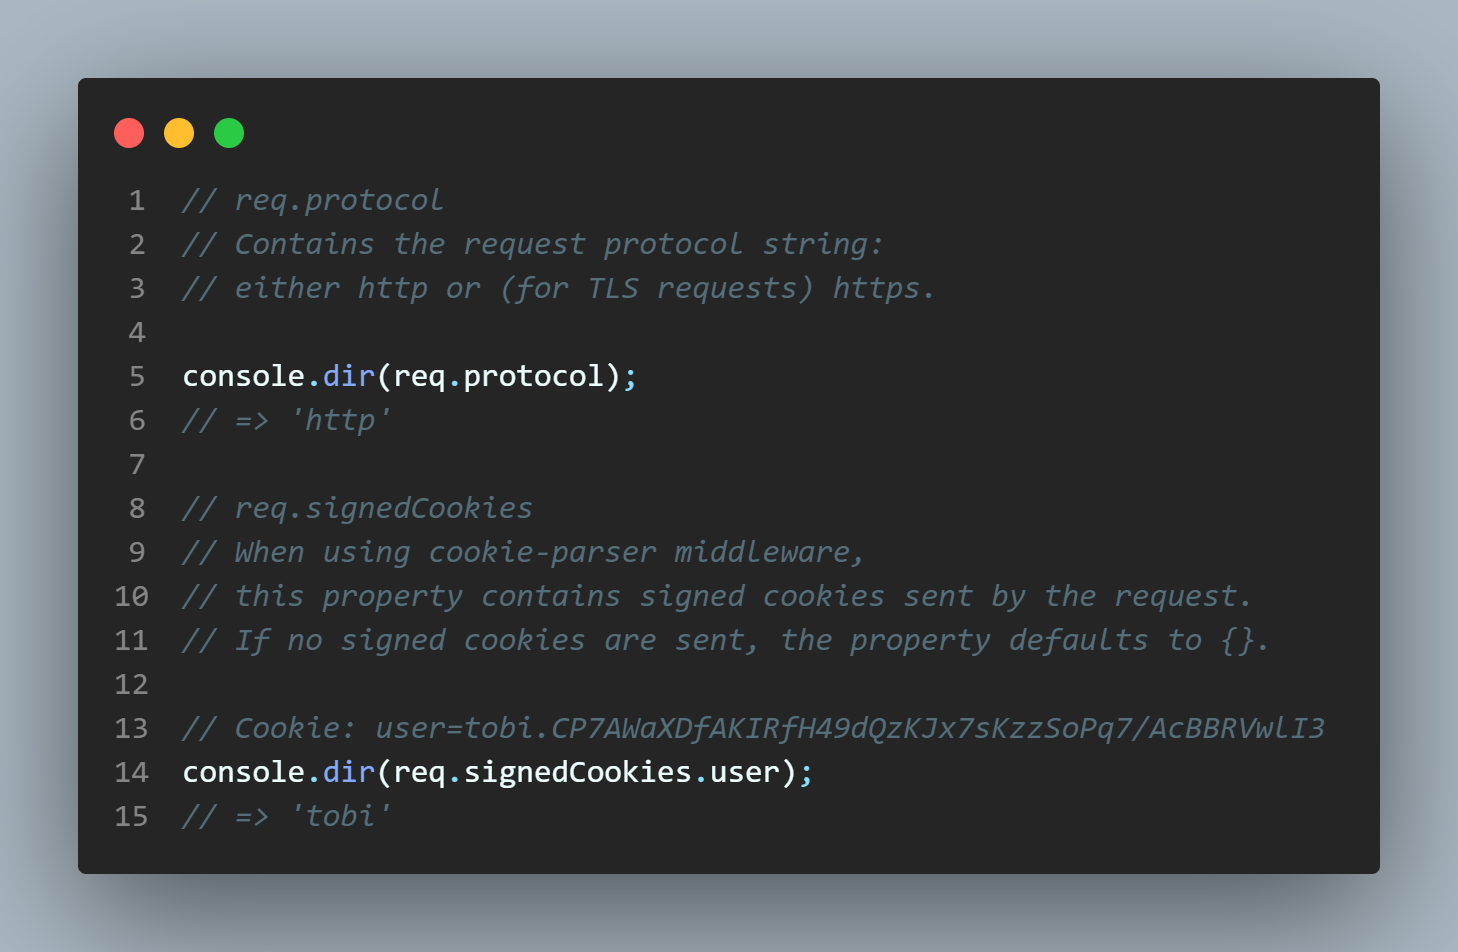 1 // req.protocol
2 // Contains the request protocol string:
3 // either http or (for TLS requests) https.
4
5 console.dir(req.protocol);
6 // => 'http'
7
8 // req.signedCookies
9 // When using cookie-parser middleware,
10 // this property contains signed cookies sent by the request.
11 // If no signed cookies are sent, the property defaults to {}.
12
13 // Cookie: user=tobi.CP7AWaXDfAKIRfH49dQzKJx7sKzzSoPq7/AcBBRVwlI3
14 console.dir(req.signedCookies.user);
15 // => 'tobi'